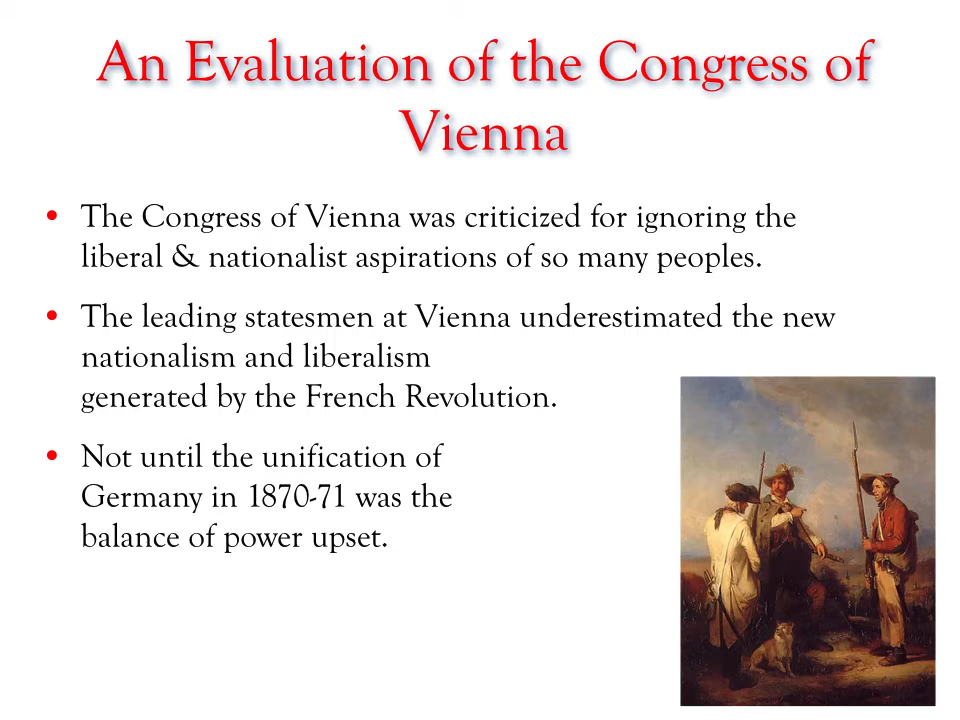 An Evaluation of the Congress of
Vienna
• The Congress of Vienna was criticized for ignoring the
liberal & nationalist aspirations of so many peoples.
• The leading statesmen at Vienna underestimated the new
nationalism and liberalism
generated by the French Revolution.
• Not until the unification of
Germany in 1870-71 was the
balance of power upset.